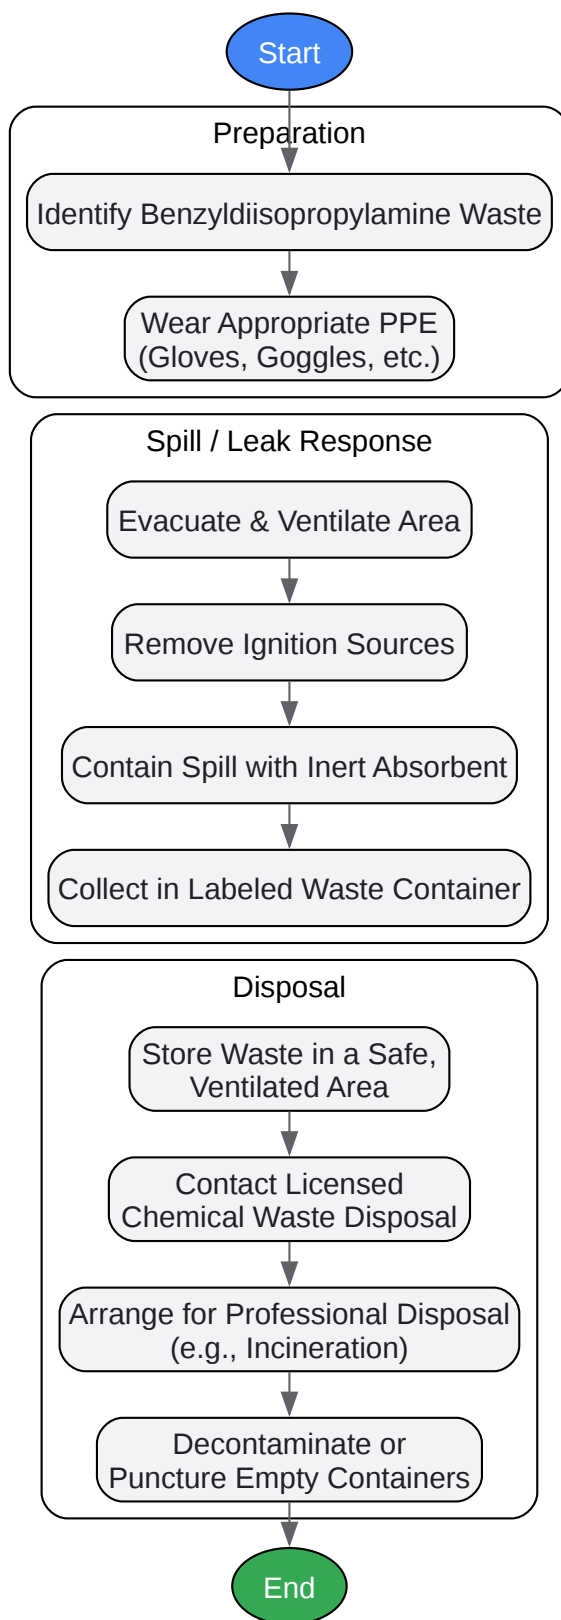 Start
Preparation
Identify Benzyldiisopropylamine Waste
Wear Appropriate PPE
(Gloves, Goggles, etc.)
Spill / Leak Response
Evacuate & Ventilate Area
Remove Ignition Sources
Contain Spill with Inert Absorbent
Collect in Labeled Waste Container
Disposal
Store Waste in a Safe,
Ventilated Area
Contact Licensed
Chemical Waste Disposal
Arrange for Professional Disposal
(e.g., Incineration)
Decontaminate or
Puncture Empty Containers
End